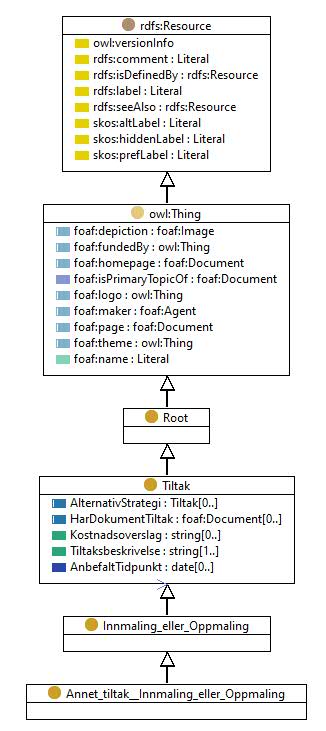 rdfs:Resource
owl:versionInfo
rdfs:comment : Literal
rdfs:isDefinedBy : rdfs:Resource
rdfs:label : Literal
rdfs:seeAlso : rdfs:Resource
skos:altLabel : Literal
skos:hiddenLabel : Literal
skos:prefLabel : Literal
owl:Thing
foaf:depiction : foaf:Image
foaf:fundedBy : owl:Thing
foaf:homepage : foaf:Document
foaf:isPrimaryTopicOf : foaf:Document
foaf:logo : owl:Thing
foaf:maker : foaf:Agent
foaf:page : foaf:Document
foaf:theme : owl:Thing
foaf:name : Literal
Root
Tiltak
AlternativStrategi : Tiltak[0..]
HarDokumentTiltak : foaf:Document[0..]
Kostnadsoverslag : string[0..]
Tiltaksbeskrivelse : string[1..]
AnbefaltTidpunkt : date[0..]
Innmaling_eller_Oppmaling
Annet_tiltak__Innmaling_eller_Oppmaling